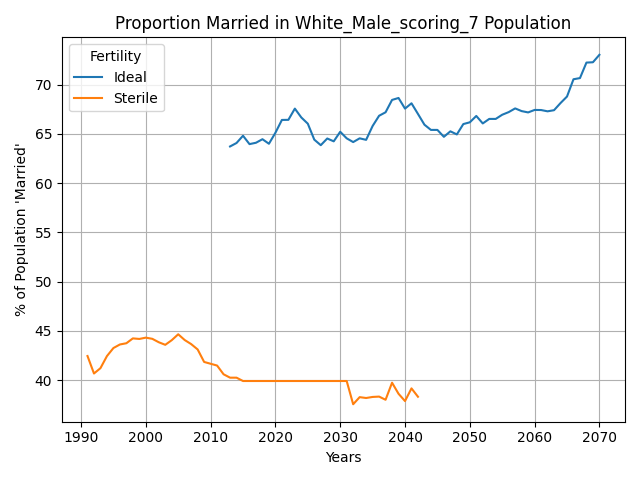 Proportion Married in White_Male_scoring_7 Population
Fertility
Ideal
Sterile
% of Population 'Married'
70
65
60
55
50
45
40
1990 2000 2010 2020 2030 2040 2050 2060 2070
Years